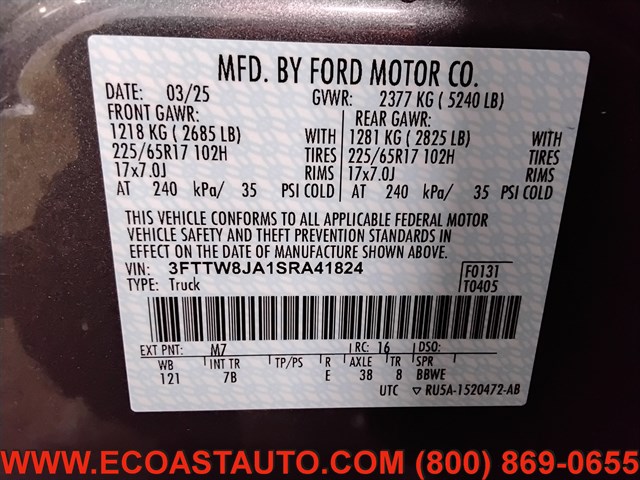 MFD. BY FORD MOTOR CO.
DATE: 03/25 GVWR: 2377 KG ( 5240 LB)
FRONT GAWR: REAR GAWR:
1218 KG ( 2685 LB) WITH 1281 KG ( 2825 LB) WITH
225/65R17 102H TIRES 225/65R17 102H TIRES
17x7.0J RIMS 17x7.0J RIMS
AT 240 kPa/ 35 PSI COLD AT 240 kPa/ 35 PSI COLD
THIS VEHICLE CONFORMS TO ALL APPLICABLE FEDERAL MOTOR
VEHICLE SAFETY AND THEFT PREVENTION STANDARDS IN
EFFECT ON THE DATE OF MANUFACTURE SHOWN ABOVE.
VIN: 3FTTW8JA1SRA41824 F0131
TYPE: Truck T0405
EXT PNT: M7 RC: 16 DSO:
WB INT TR TP/PS R AXLE TR SPR
121 7B E 38 8 BBWE
UTC ▽ RU5A-1520472-AB
WWW.ECOASTAUTO.COM (800) 869-0655